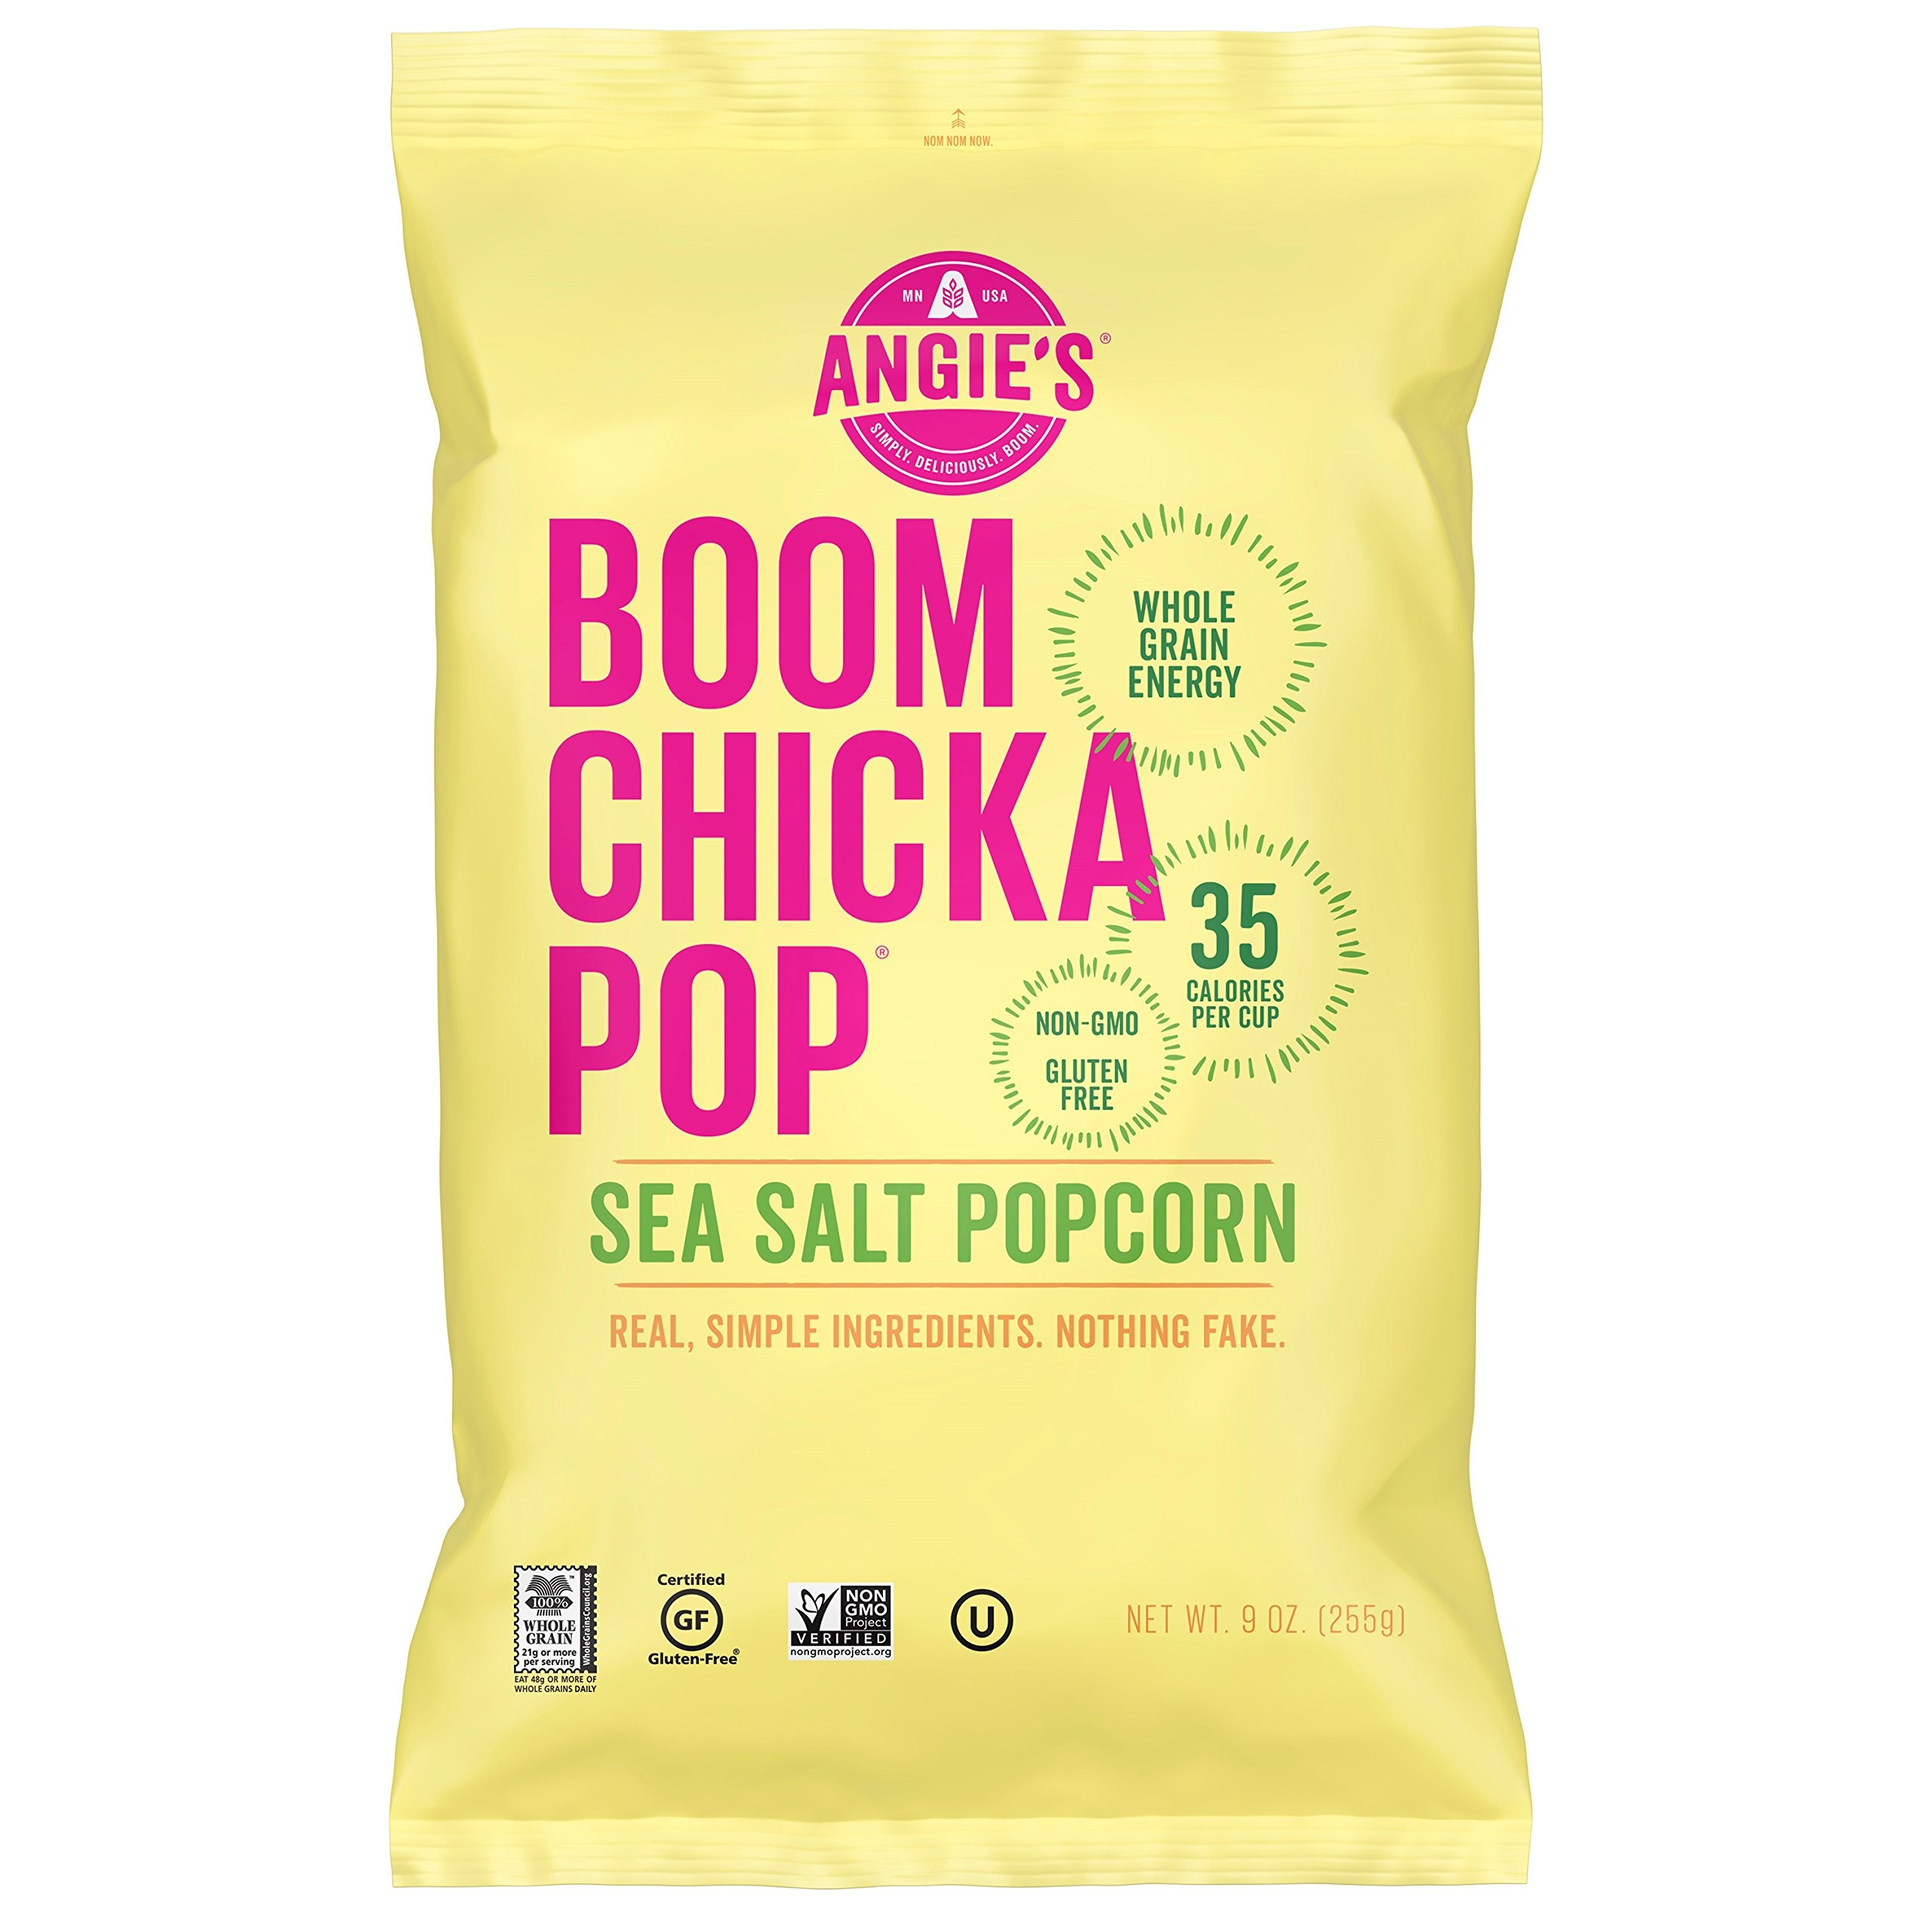 NOM NOM NOW.
MN A USA
ANGIE'S®
SIMPLY. DELICIOUSLY. BOOM.
BOOM
CHICKA
POP®
WHOLE
GRAIN
ENERGY
35
CALORIES
PER CUP
NON-GMO
GLUTEN
FREE
SEA SALT POPCORN
REAL, SIMPLE INGREDIENTS. NOTHING FAKE.
100%
WHOLE
GRAIN
21g or more
per serving
WholeGrainsCouncil.org
EAT 48g OR MORE OF
WHOLE GRAINS DAILY
Certified
GF
Gluten-Free®
NON
GMO
Project
VERIFIED
nongmoproject.org
U
NET WT. 9 OZ. (255g)